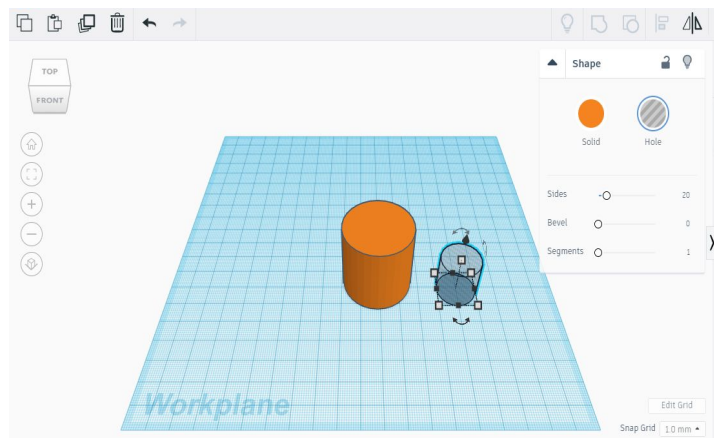 TOP
FRONT
Shape
Solid
Hole
Sides 20
Bevel 0
Segments 1
Workplane
Edit Grid
Snap Grid 1.0 mm